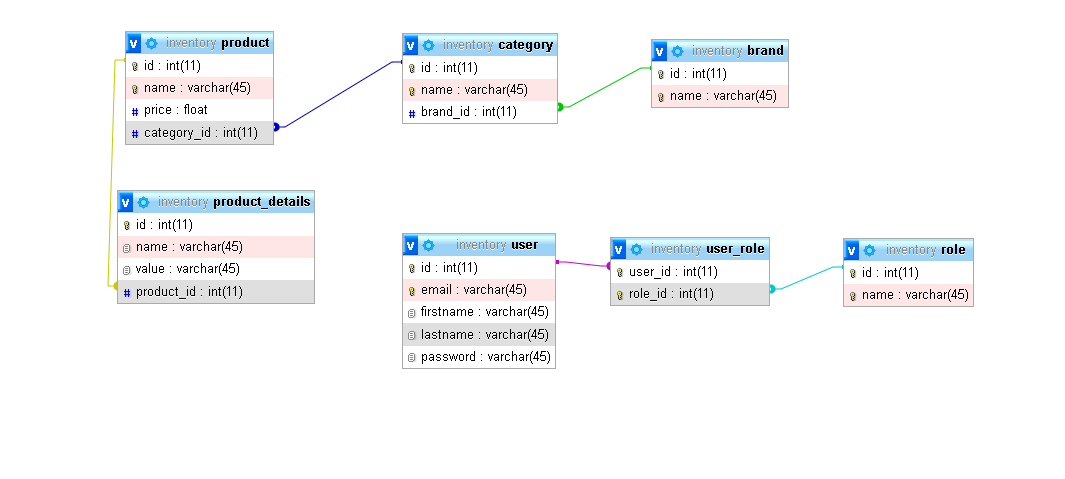 v inventory product
id : int(11)
name : varchar(45)
# price : float
# category_id : int(11)
v inventory category
id : int(11)
name : varchar(45)
# brand_id : int(11)
v inventory brand
id : int(11)
name : varchar(45)
v inventory product_details
id : int(11)
name : varchar(45)
value : varchar(45)
# product_id : int(11)
v inventory user
id : int(11)
email : varchar(45)
firstname : varchar(45)
lastname : varchar(45)
password : varchar(45)
v inventory user_role
user_id : int(11)
role_id : int(11)
v inventory role
id : int(11)
name : varchar(45)